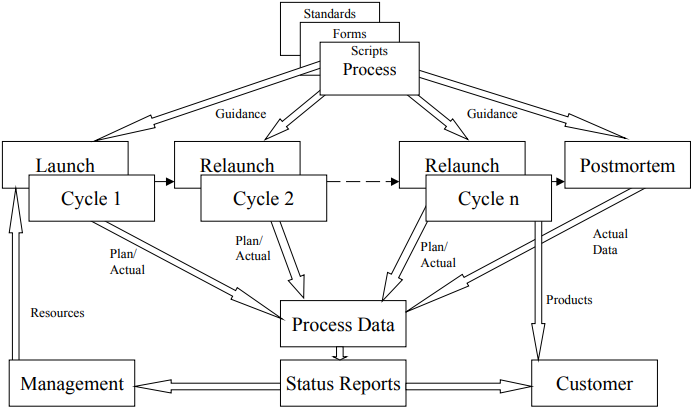 Standards
Forms
Scripts
Process
Guidance
Guidance
Launch
Relaunch
Relaunch
Postmortem
Cycle 1
Cycle 2
Cycle n
Plan/
Actual
Plan/
Actual
Plan/
Actual
Actual
Data
Resources
Products
Process Data
Management
Status Reports
Customer